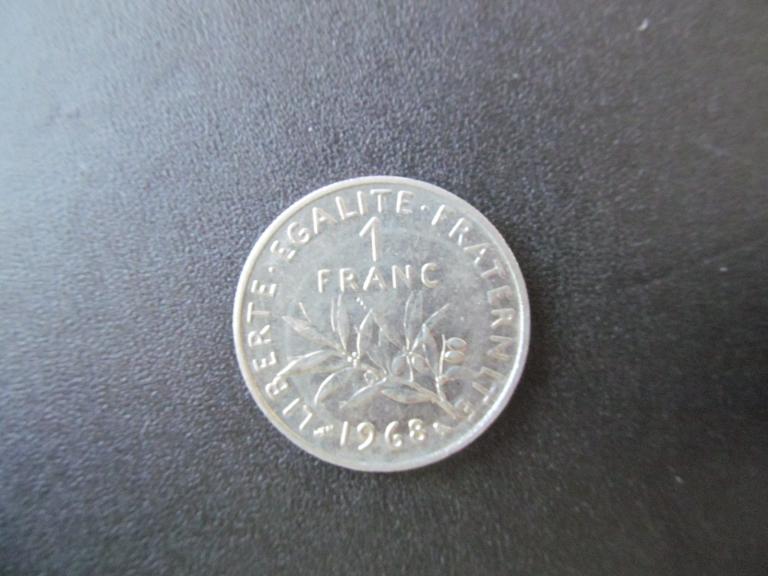 LIBERTE · EGALITE · FRATERNITE
1
FRANC
1968